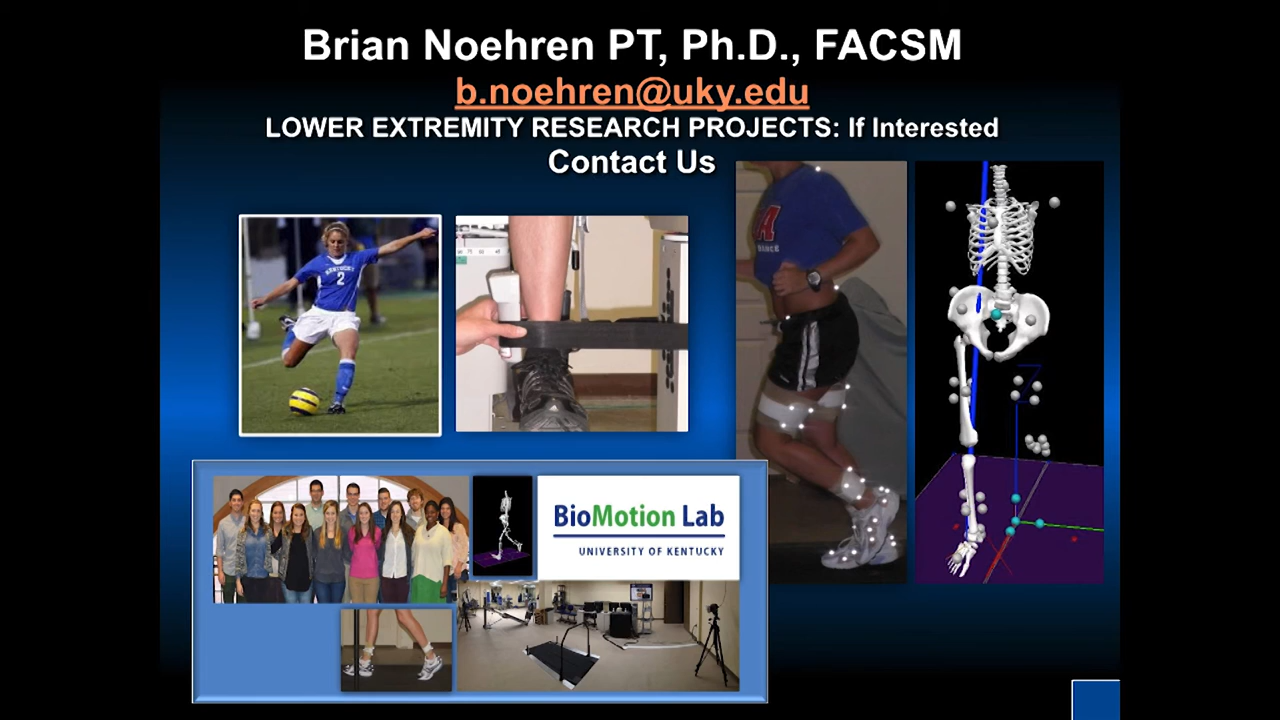 Brian Noehren PT, Ph.D., FACSM
b.noehren@uky.edu
LOWER EXTREMITY RESEARCH PROJECTS: If Interested
Contact Us
KENTUCKY
2
A
Z
BioMotion Lab
UNIVERSITY OF KENTUCKY